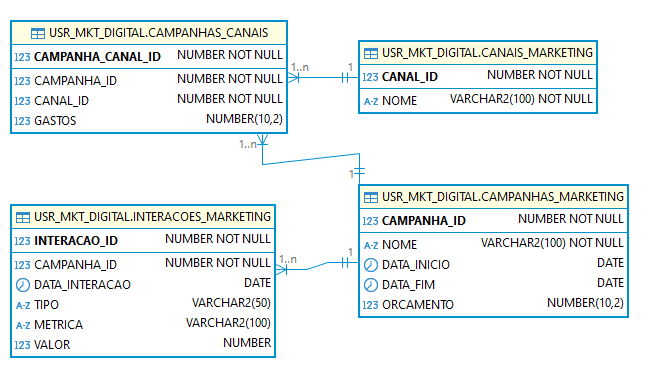 USR_MKT_DIGITAL.CAMPANHAS_CANAIS
123 CAMPANHA_CANAL_ID NUMBER NOT NULL
123 CAMPANHA_ID NUMBER NOT NULL
123 CANAL_ID NUMBER NOT NULL
123 GASTOS NUMBER(10,2)
1..n
1
USR_MKT_DIGITAL.CANAIS_MARKETING
123 CANAL_ID NUMBER NOT NULL
A-Z NOME VARCHAR2(100) NOT NULL
1..n
1
USR_MKT_DIGITAL.CAMPANHAS_MARKETING
123 CAMPANHA_ID NUMBER NOT NULL
A-Z NOME VARCHAR2(100) NOT NULL
DATA_INICIO DATE
DATA_FIM DATE
123 ORCAMENTO NUMBER(10,2)
USR_MKT_DIGITAL.INTERACOES_MARKETING
123 INTERACAO_ID NUMBER NOT NULL
123 CAMPANHA_ID NUMBER NOT NULL
DATA_INTERACAO DATE
A-Z TIPO VARCHAR2(50)
A-Z METRICA VARCHAR2(100)
123 VALOR NUMBER
1..n
1